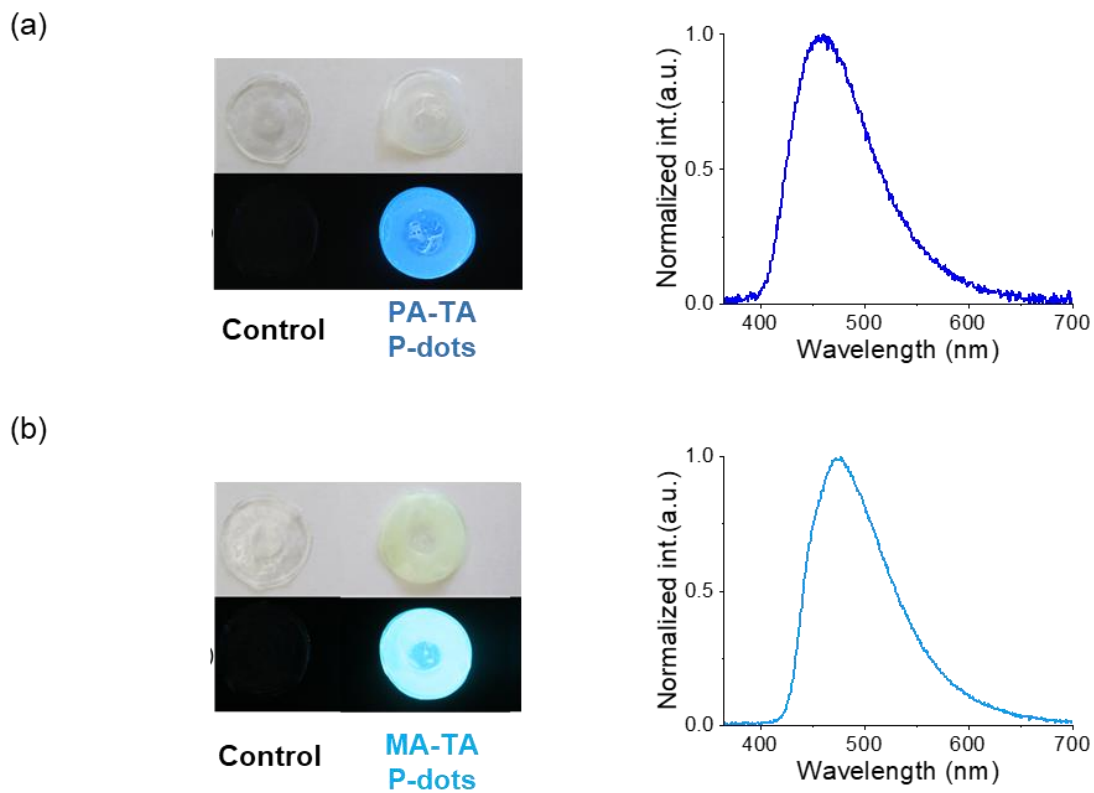 (a)
Control
PA-TA
P-dots
Normalized int.(a.u.)
1.0
0.5
0.0
400
500
600
700
Wavelength (nm)
(b)
)
Control
MA-TA
P-dots
Normalized int.(a.u.)
1.0
0.5
0.0
400
500
600
700
Wavelength (nm)